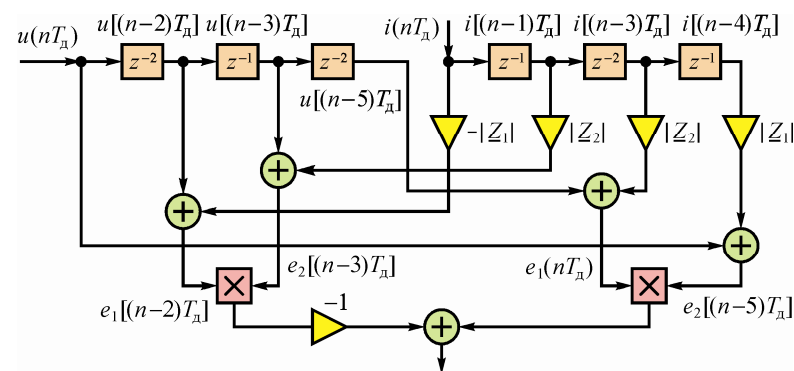 u(nTд)
u[(n−2)Tд] u[(n−3)Tд]
i(nTд)
i[(n−1)Tд] i[(n−3)Tд] i[(n−4)Tд]
z⁻²
z⁻¹
z⁻²
z⁻¹
z⁻²
z⁻¹
u[(n−5)Tд]
−|Z₁|
|Z₂|
|Z₂|
|Z₁|
+
+
+
+
e₂[(n−3)Tд]
e₁(nTд)
×
×
e₁[(n−2)Tд]
e₂[(n−5)Tд]
−1
+